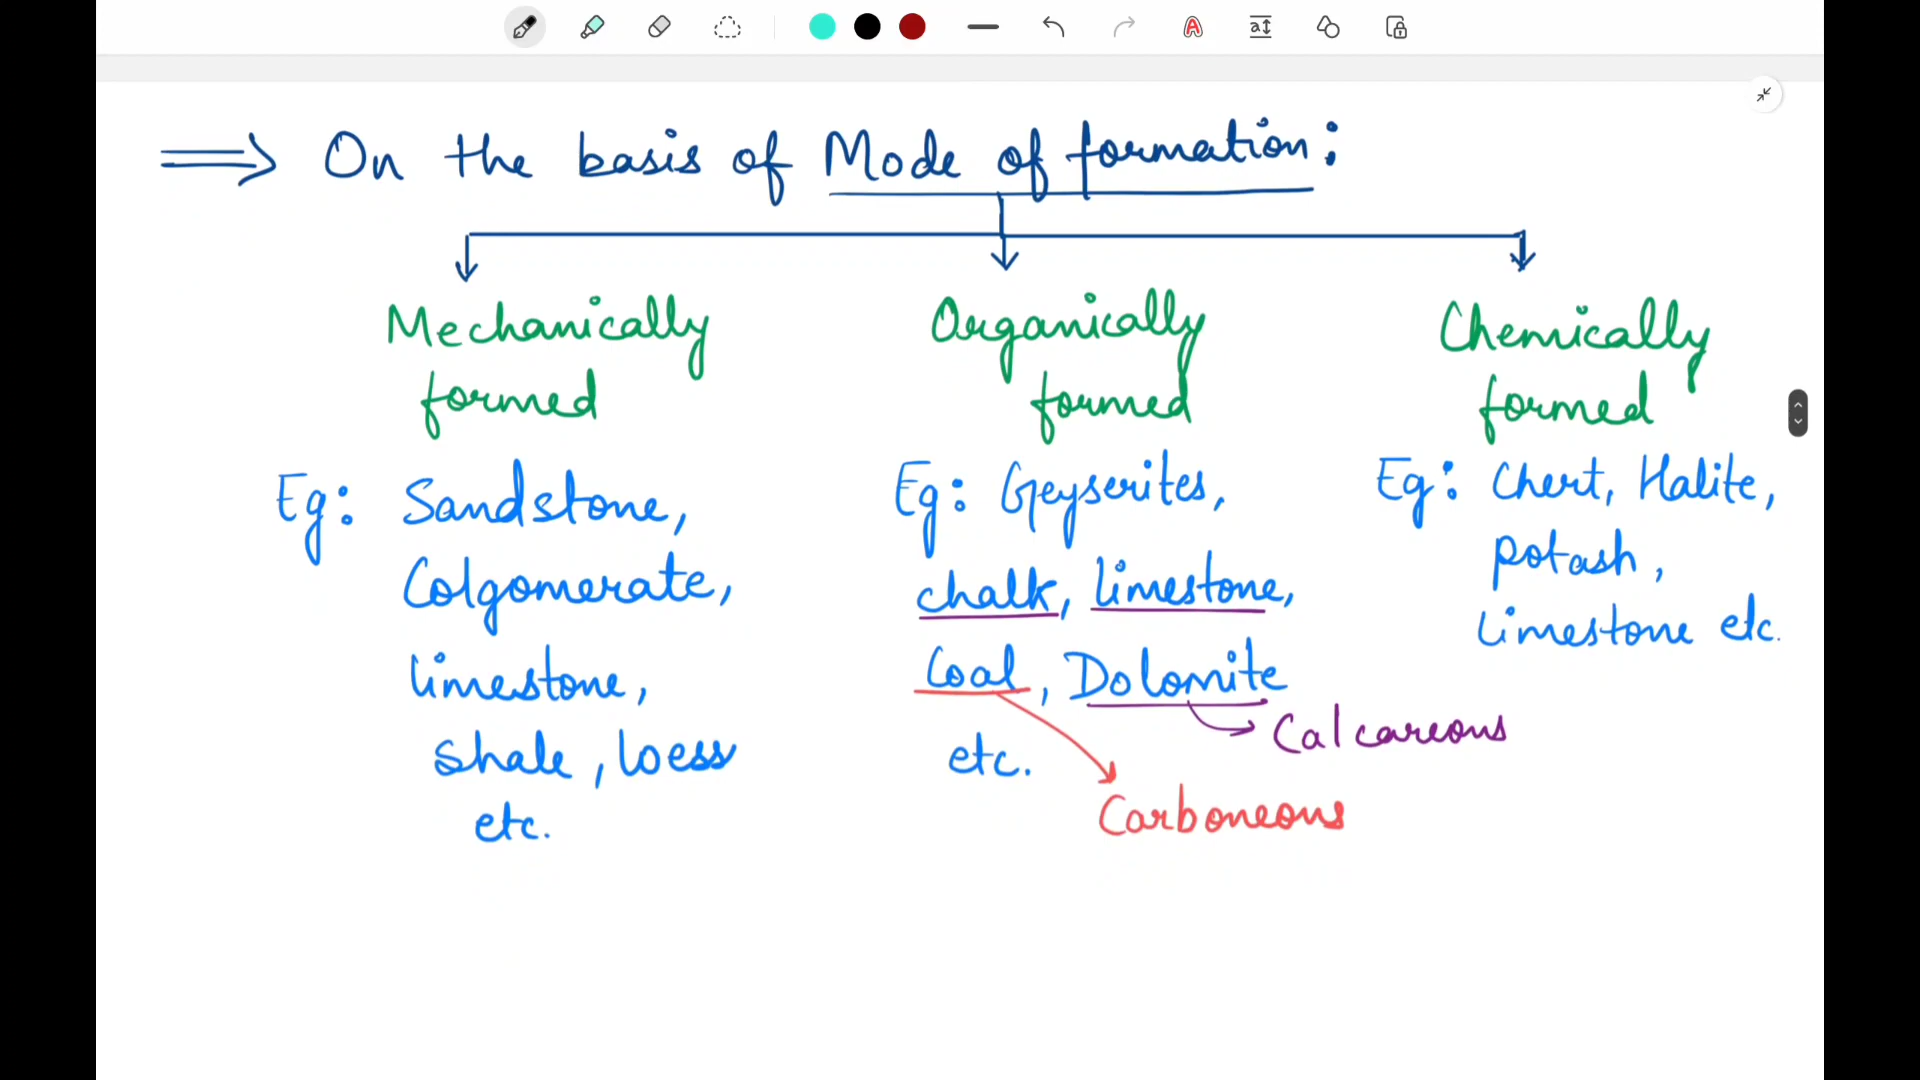 On the basis of Mode of formation:
Mechanically
formed
Eg: Sandstone,
Colgomerate,
limestone,
shale, loess
etc.
Organically
formed
Eg: Geyserites,
chalk, limestone,
Coal, Dolomite
etc.
Calcareous
Carboneous
Chemically
formed
Eg: Chert, Halite,
potash,
limestone etc.